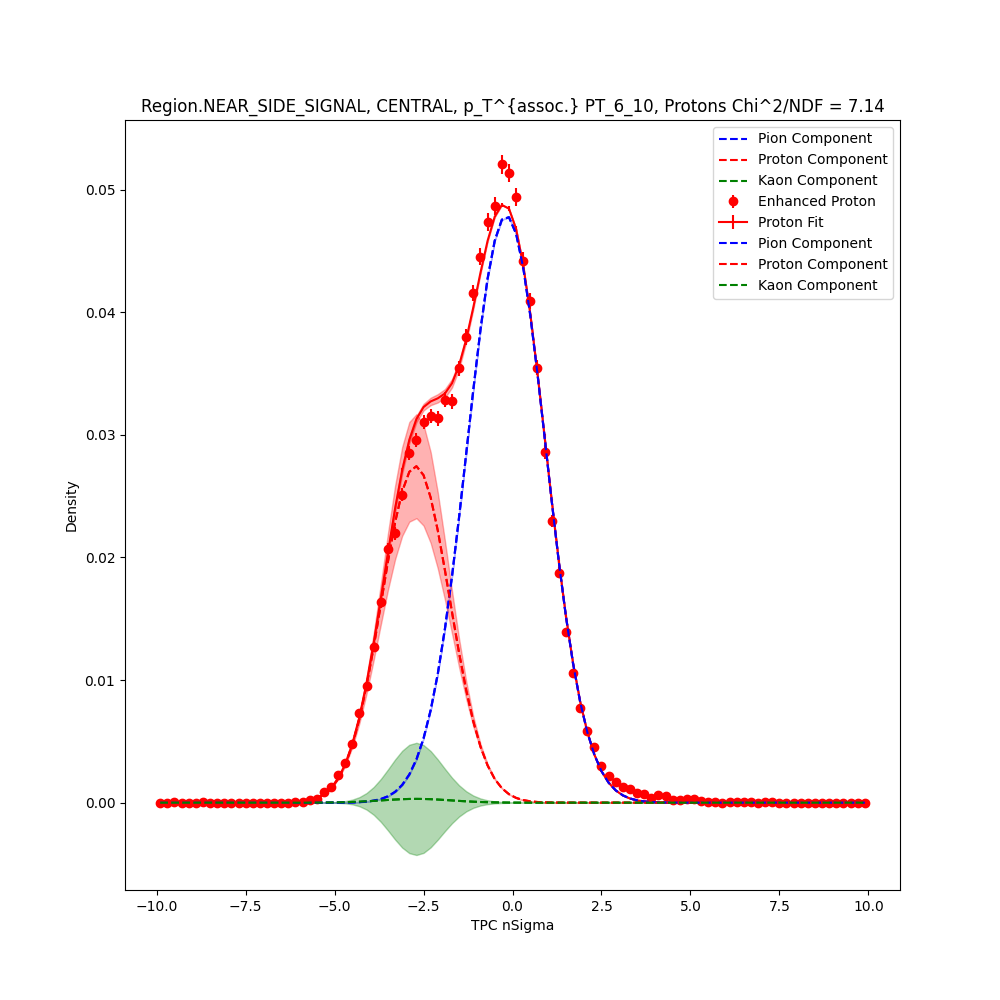 Region.NEAR_SIDE_SIGNAL, CENTRAL, p_T^{assoc.} PT_6_10, Protons Chi^2/NDF = 7.14
Pion Component
Proton Component
Kaon Component
Enhanced Proton
Proton Fit
Pion Component
Proton Component
Kaon Component
0.05
0.04
0.03
0.02
0.01
0.00
Density
−10.0 −7.5 −5.0 −2.5 0.0 2.5 5.0 7.5 10.0
TPC nSigma